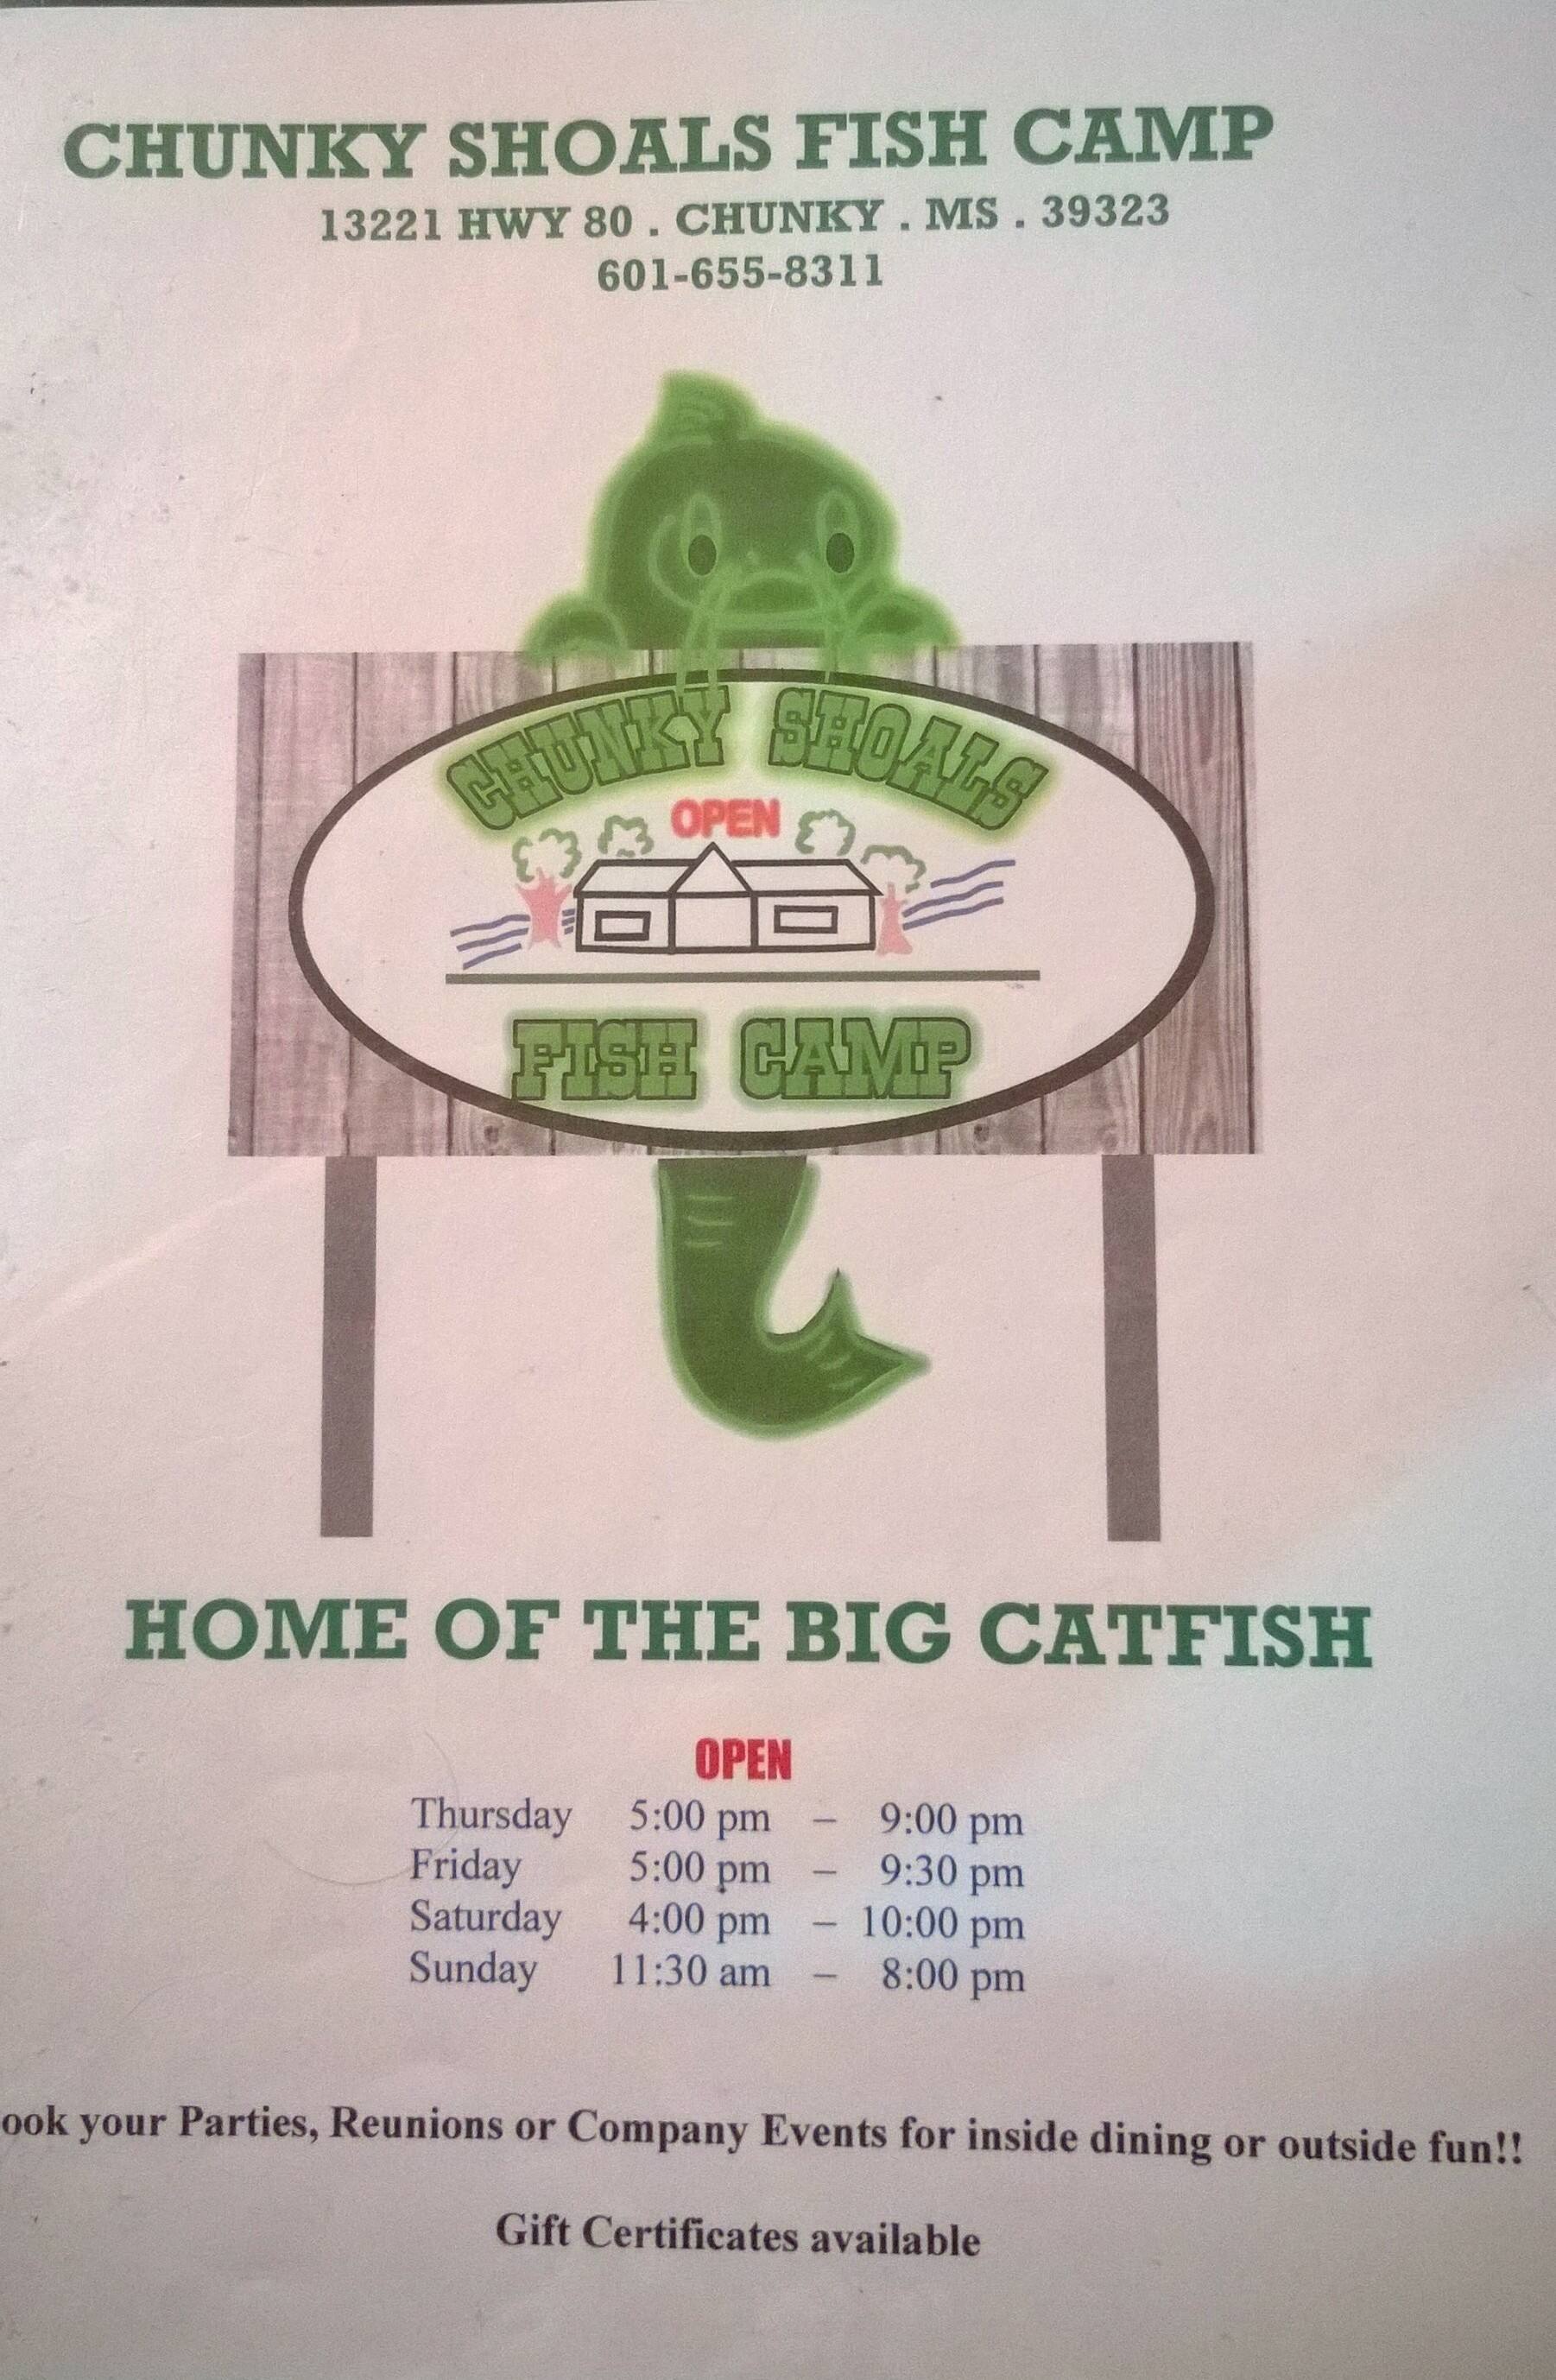 CHUNKY SHOALS FISH CAMP
13221 HWY 80 . CHUNKY . MS . 39323
601-655-8311
CHUNKY SHOALS
OPEN
FISH CAMP
HOME OF THE BIG CATFISH
OPEN
Thursday 5:00 pm – 9:00 pm
Friday 5:00 pm – 9:30 pm
Saturday 4:00 pm – 10:00 pm
Sunday 11:30 am – 8:00 pm
ook your Parties, Reunions or Company Events for inside dining or outside fun!!
Gift Certificates available